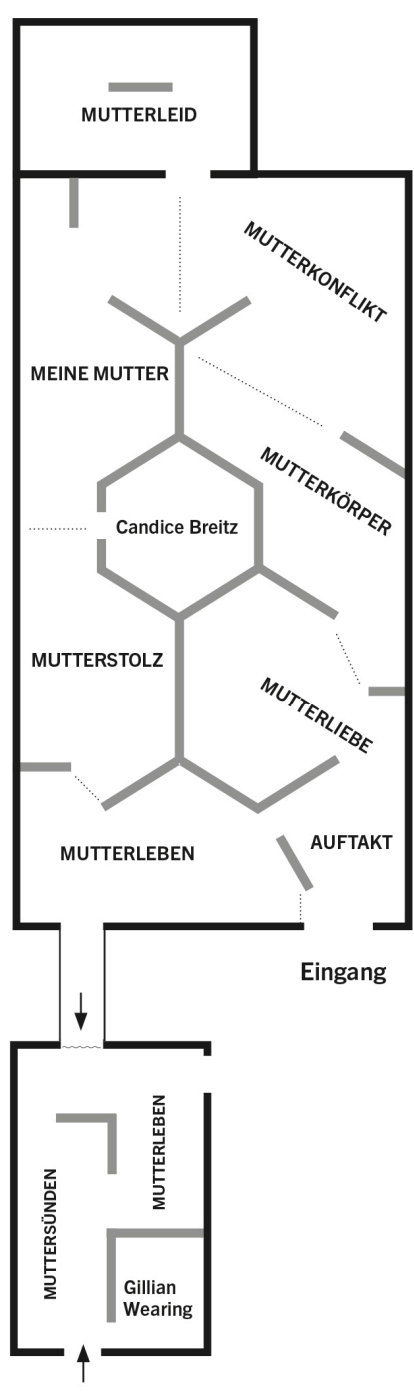 MUTTERLEID
MUTTERKONFLIKT
MEINE MUTTER
MUTTERKÖRPER
Candice Breitz
MUTTERSTOLZ
MUTTERLIEBE
AUFTAKT
MUTTERLEBEN
Eingang
MUTTERLEBEN
MUTTERSÜNDEN
Gillian
Wearing